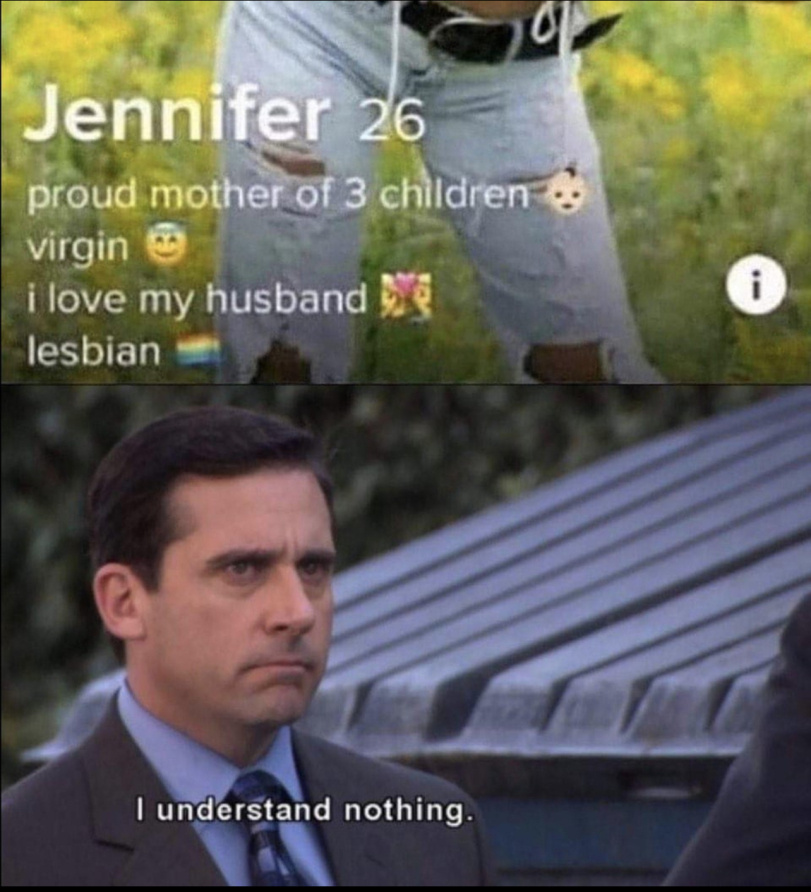 Jennifer 26
proud mother of 3 children 👶🏻
virgin 😇
i love my husband 💏
lesbian 🏳️‍🌈
i
I understand nothing.